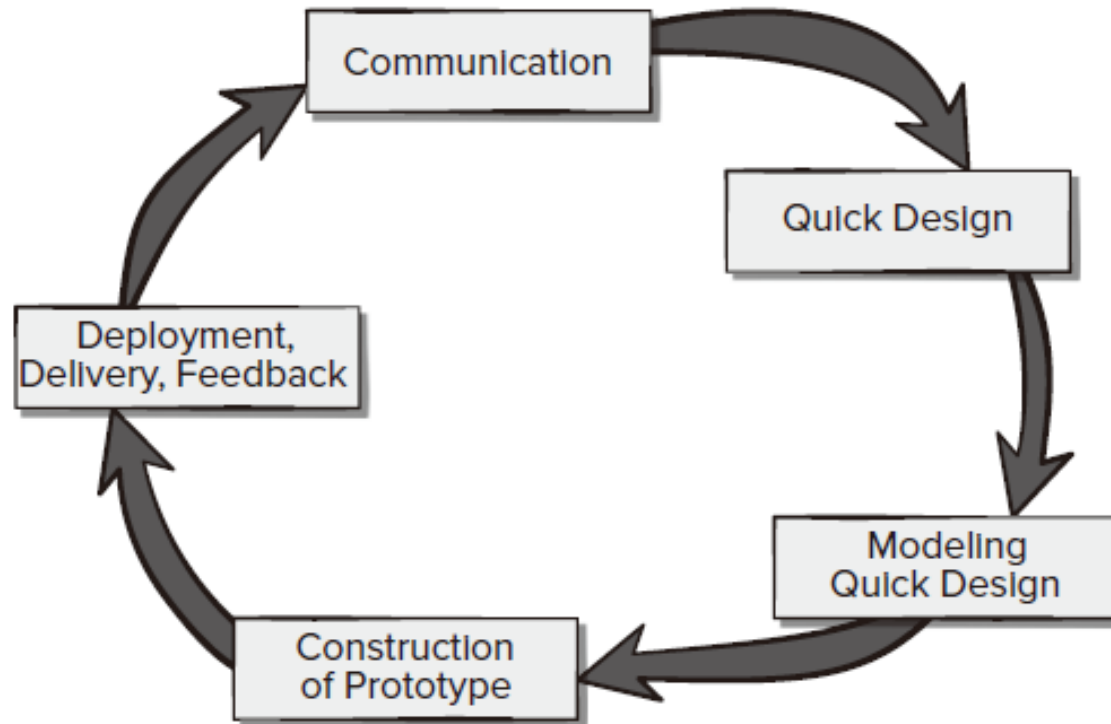 Communication
Quick Design
Modeling
Quick Design
Construction
of Prototype
Deployment,
Delivery, Feedback